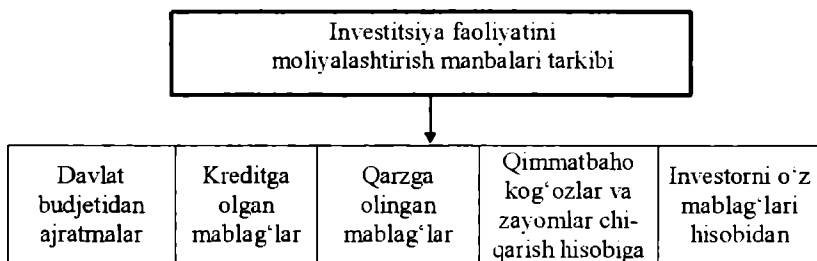 Investitsiya faoliyatini
moliyalashtirish manbalari tarkibi
Davlat
budjetidan
ajratmalar
Kreditga
olgan
mablag‘lar
Qarzga
olingan
mablag‘lar
Qimmatbaho
kog‘ozlar va
zayomlar chi-
qarish hisobiga
Investorni o‘z
mablag‘lari
hisobidan